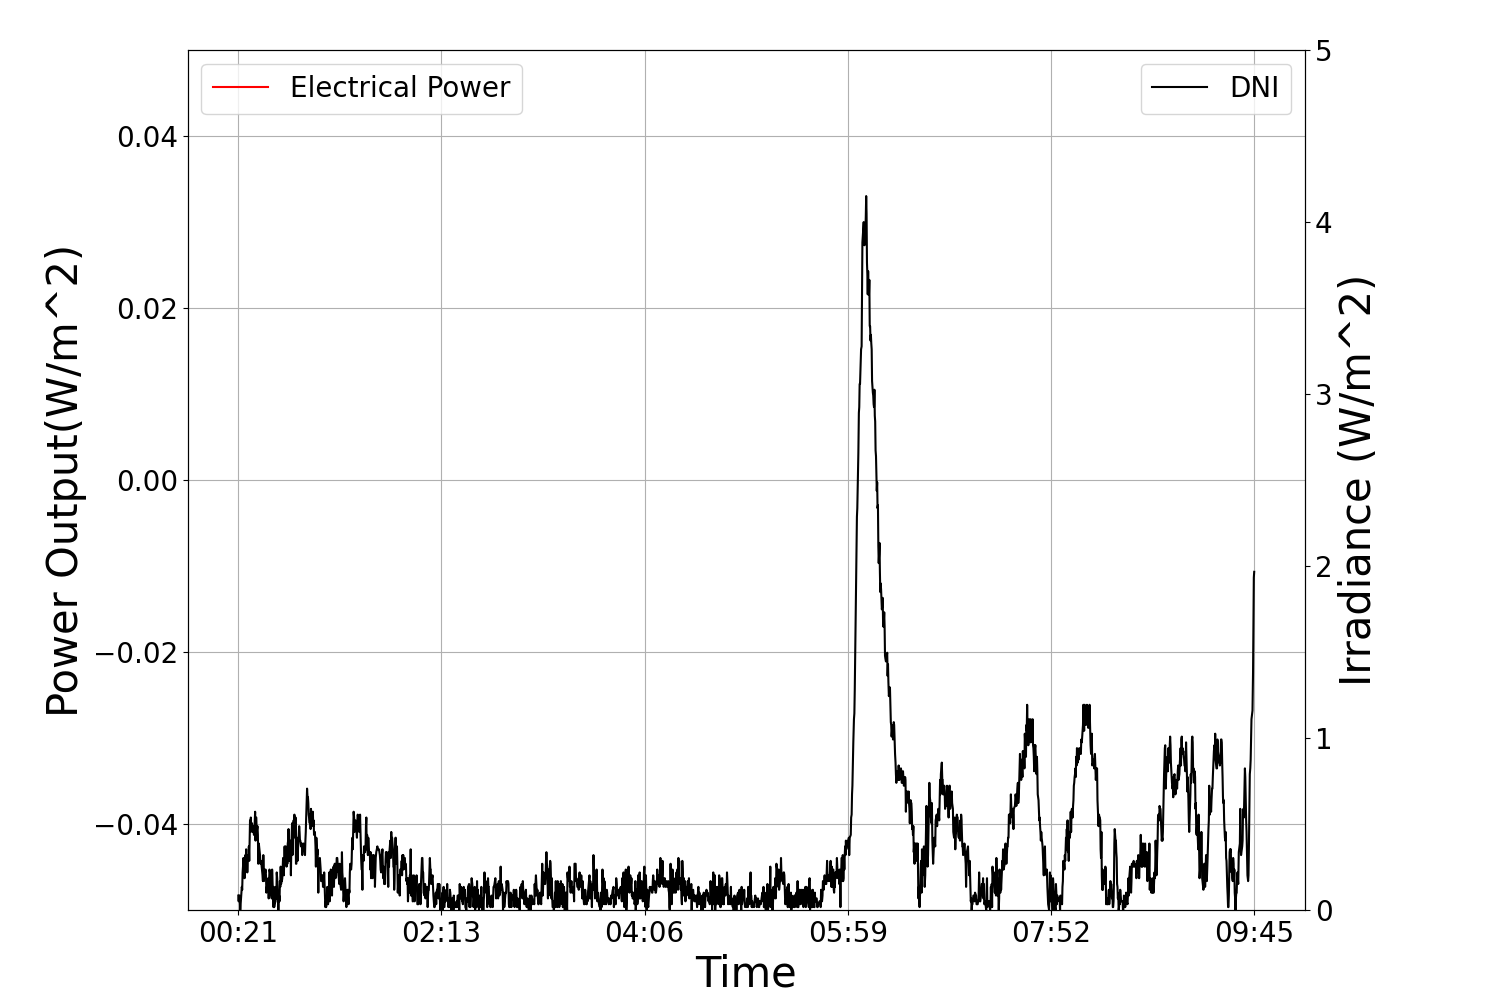 Electrical Power
DNI
Power Output(W/m^2)
0.04
0.02
0.00
−0.02
−0.04
5
4
3
2
1
0
Irradiance (W/m^2)
00:21 02:13 04:06 05:59 07:52 09:45
Time